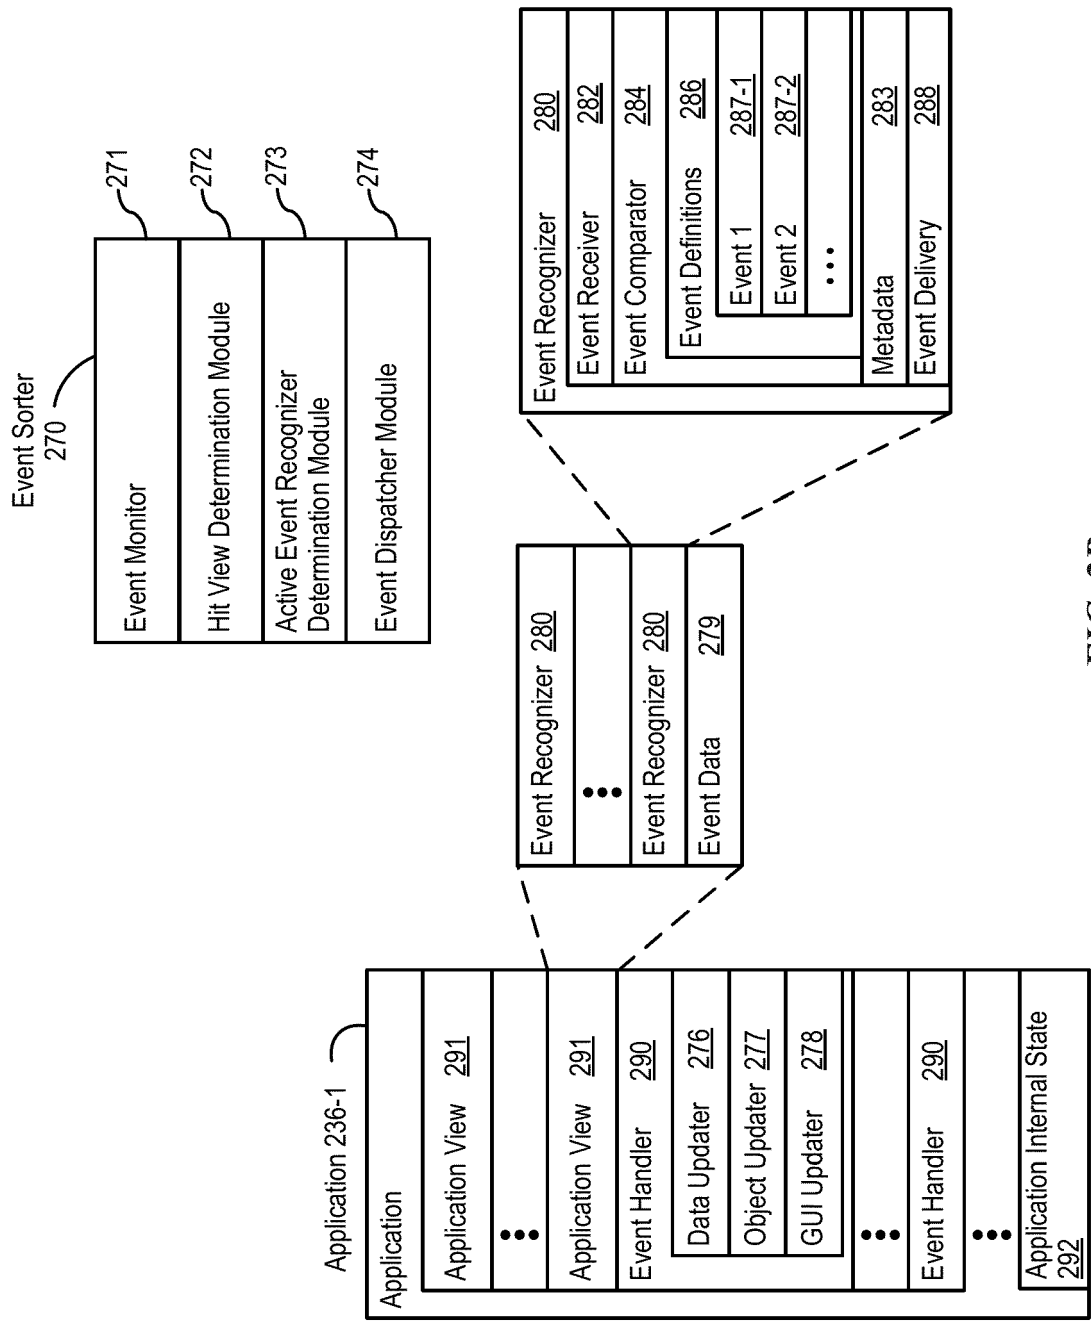 Event Sorter
270
Event Monitor
271
Hit View Determination Module
272
Active Event Recognizer
Determination Module
273
Event Dispatcher Module
274
Application 236-1
Application
Application View 291
•••
Application View 291
Event Handler 290
Data Updater 276
Object Updater 277
GUI Updater 278
•••
Event Handler 290
•••
Application Internal State
292
Event Recognizer 280
•••
Event Recognizer 280
Event Data 279
Event Recognizer 280
Event Receiver 282
Event Comparator 284
Event Definitions 286
Event 1 287-1
Event 2 287-2
•••
Metadata 283
Event Delivery 288